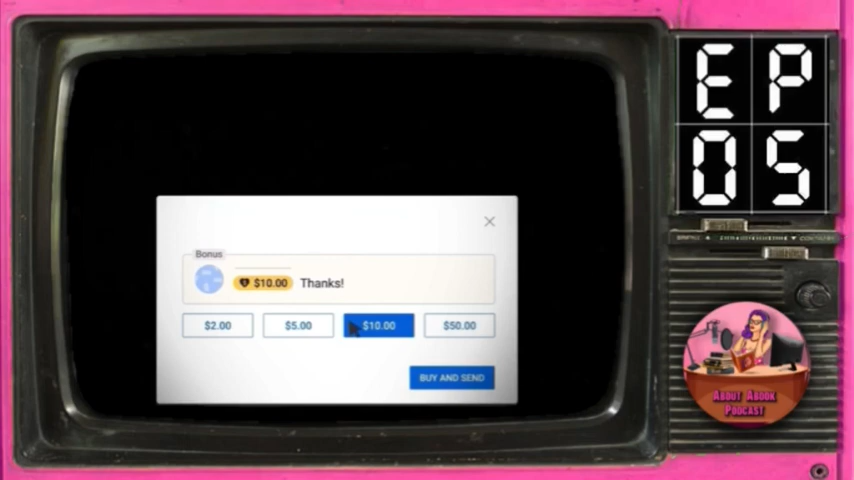 EP
05
Bonus
$10.00 Thanks!
$2.00 $5.00 $10.00 $50.00
BUY AND SEND
ABOUT ABOOK
PODCAST